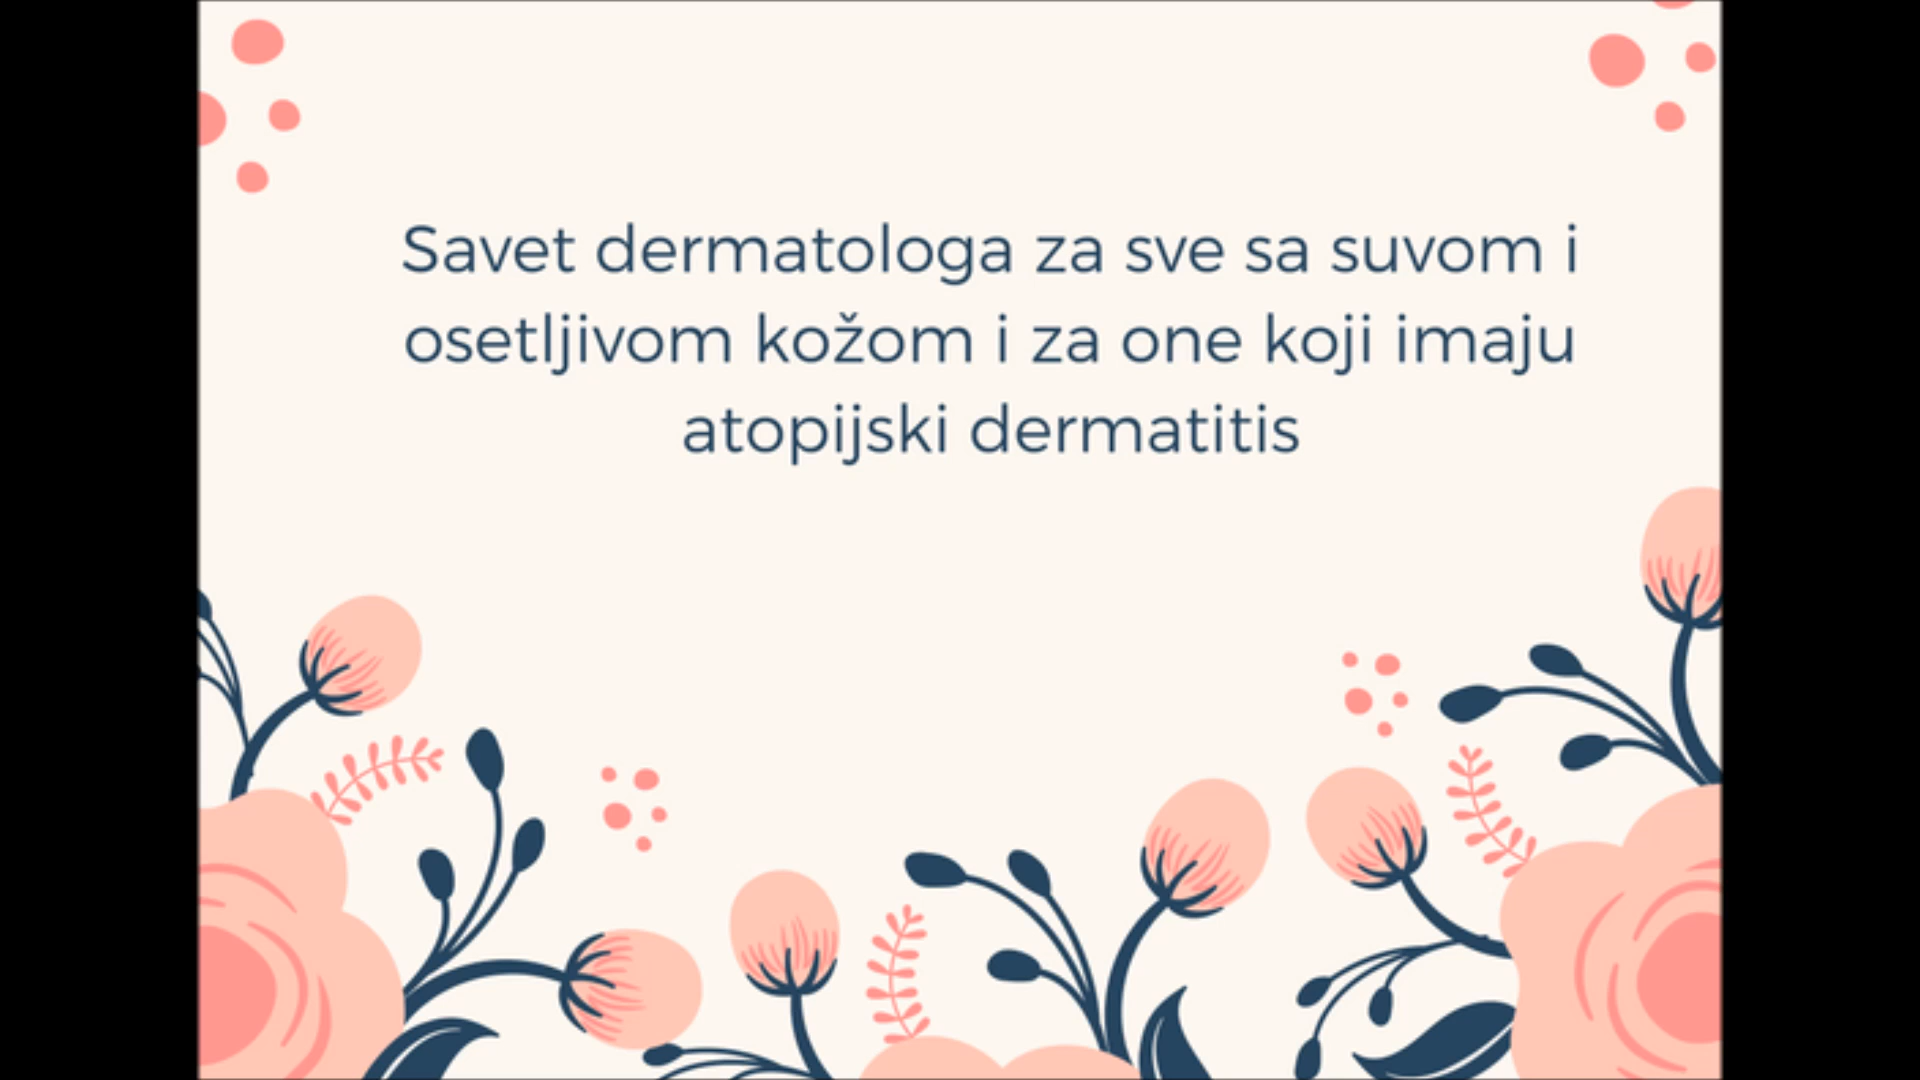 Savet dermatologa za sve sa suvom i
osetljivom kožom i za one koji imaju
atopijski dermatitis